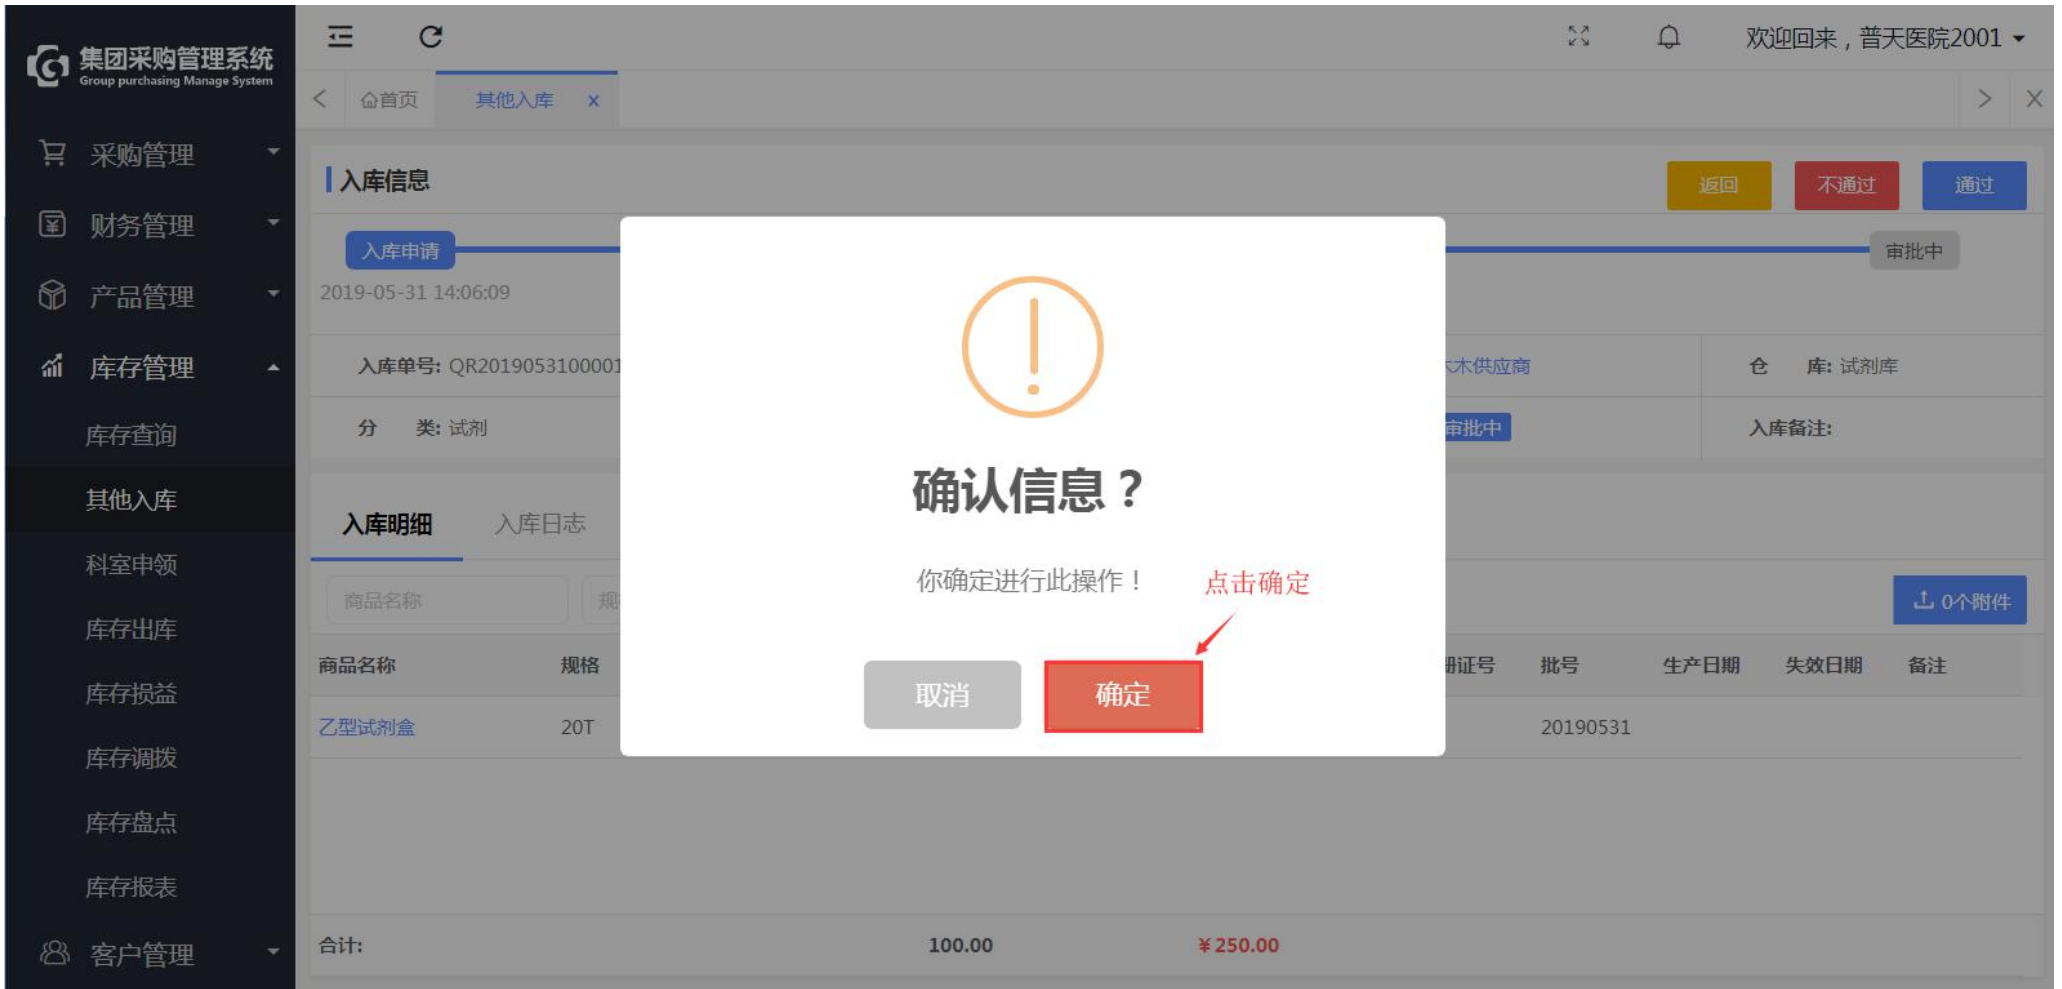 集团采购管理系统
Group purchasing Manage System
欢迎回来，普天医院2001
首页
其他入库 x
采购管理
财务管理
产品管理
库存管理
库存查询
其他入库
科室申领
库存出库
库存损益
库存调拨
库存盘点
库存报表
客户管理
入库信息
返回 不通过 通过
入库申请
审批中
2019-05-31 14:06:09
入库单号: QR2019053100001
木供应商
仓 库: 试剂库
分 类: 试剂
审批中
入库备注:
入库明细 入库日志
商品名称
0个附件
商品名称 规格 证号 批号 生产日期 失效日期 备注
乙型试剂盒 20T 20190531
合计: 100.00 ¥250.00
确认信息？
你确定进行此操作！
点击确定
取消 确定